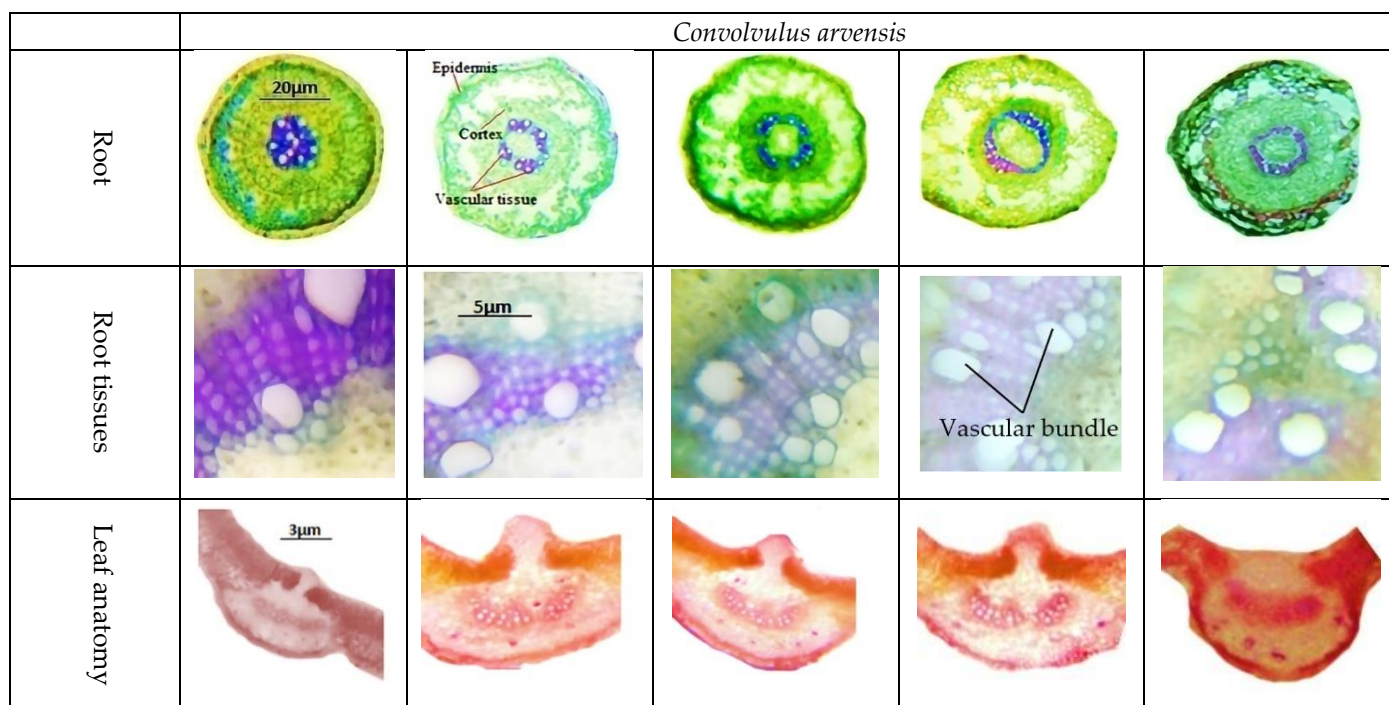 Convolvulus arvensis
Root
20µm
Epidermis
Cortex
Vascular tissue
Root tissues
5µm
Vascular bundle
Leaf anatomy
3µm